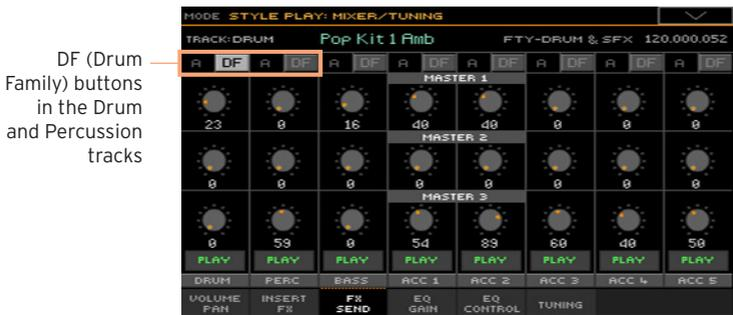 DF (Drum
Family) buttons
in the Drum
and Percussion
tracks
MODE STYLE PLAY: MIXER/TUNING
TRACK:DRUM Pop Kit 1 Amb FTY-DRUM & SFX 120.000.052
A DF A DF A DF A DF A DF A DF A DF A DF
MASTER 1
23 0 16 40 40 0 0 0
MASTER 2
0 0 0 0 0 0 0 0
MASTER 3
0 59 0 54 89 60 40 50
PLAY PLAY PLAY PLAY PLAY PLAY PLAY PLAY
DRUM PERC BASS ACC 1 ACC 2 ACC 3 ACC 4 ACC 5
VOLUME PAN INSERT FX FX SEND EQ GAIN EQ CONTROL TUNING